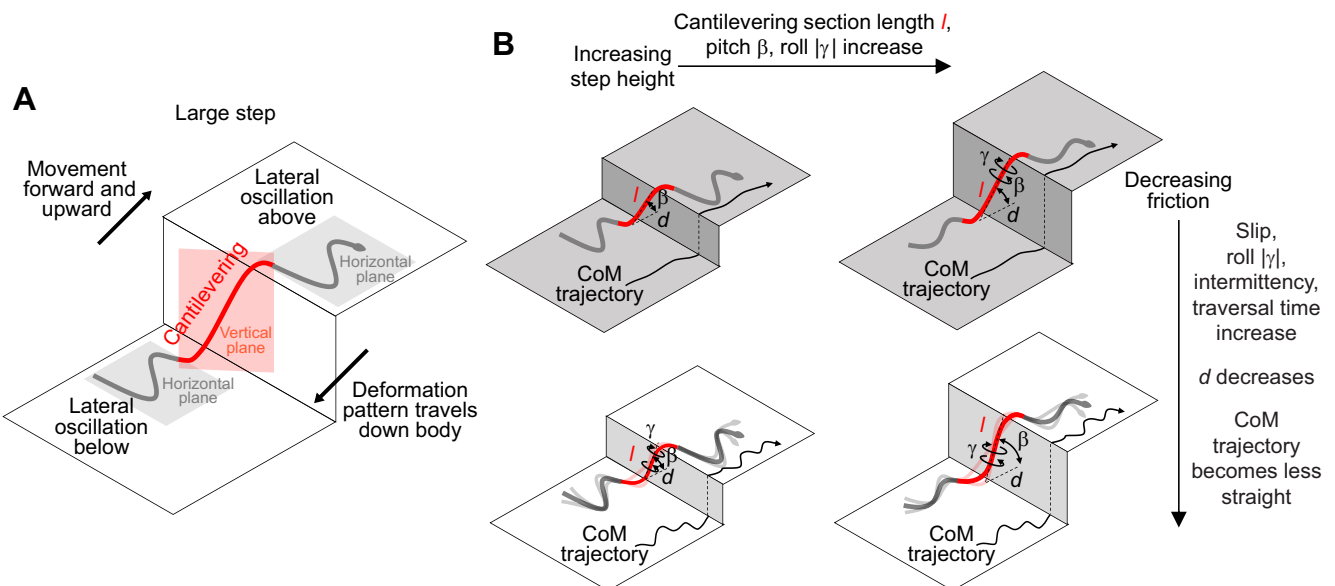 A
Large step
Movement
forward and
upward
Lateral
oscillation
above
Horizontal
plane
Cantilevering
Vertical
plane
Horizontal
plane
Lateral
oscillation
below
Deformation
pattern travels
down body
B
Increasing
step height
Cantilevering section length l,
pitch β, roll |γ| increase
l
β
d
CoM
trajectory
γ
l
β
d
CoM
trajectory
Decreasing
friction
Slip,
roll |γ|,
intermittency,
traversal time
increase
d decreases
CoM
trajectory
becomes less
straight
γ
l
β
d
CoM
trajectory
l
β
γ
d
CoM
trajectory